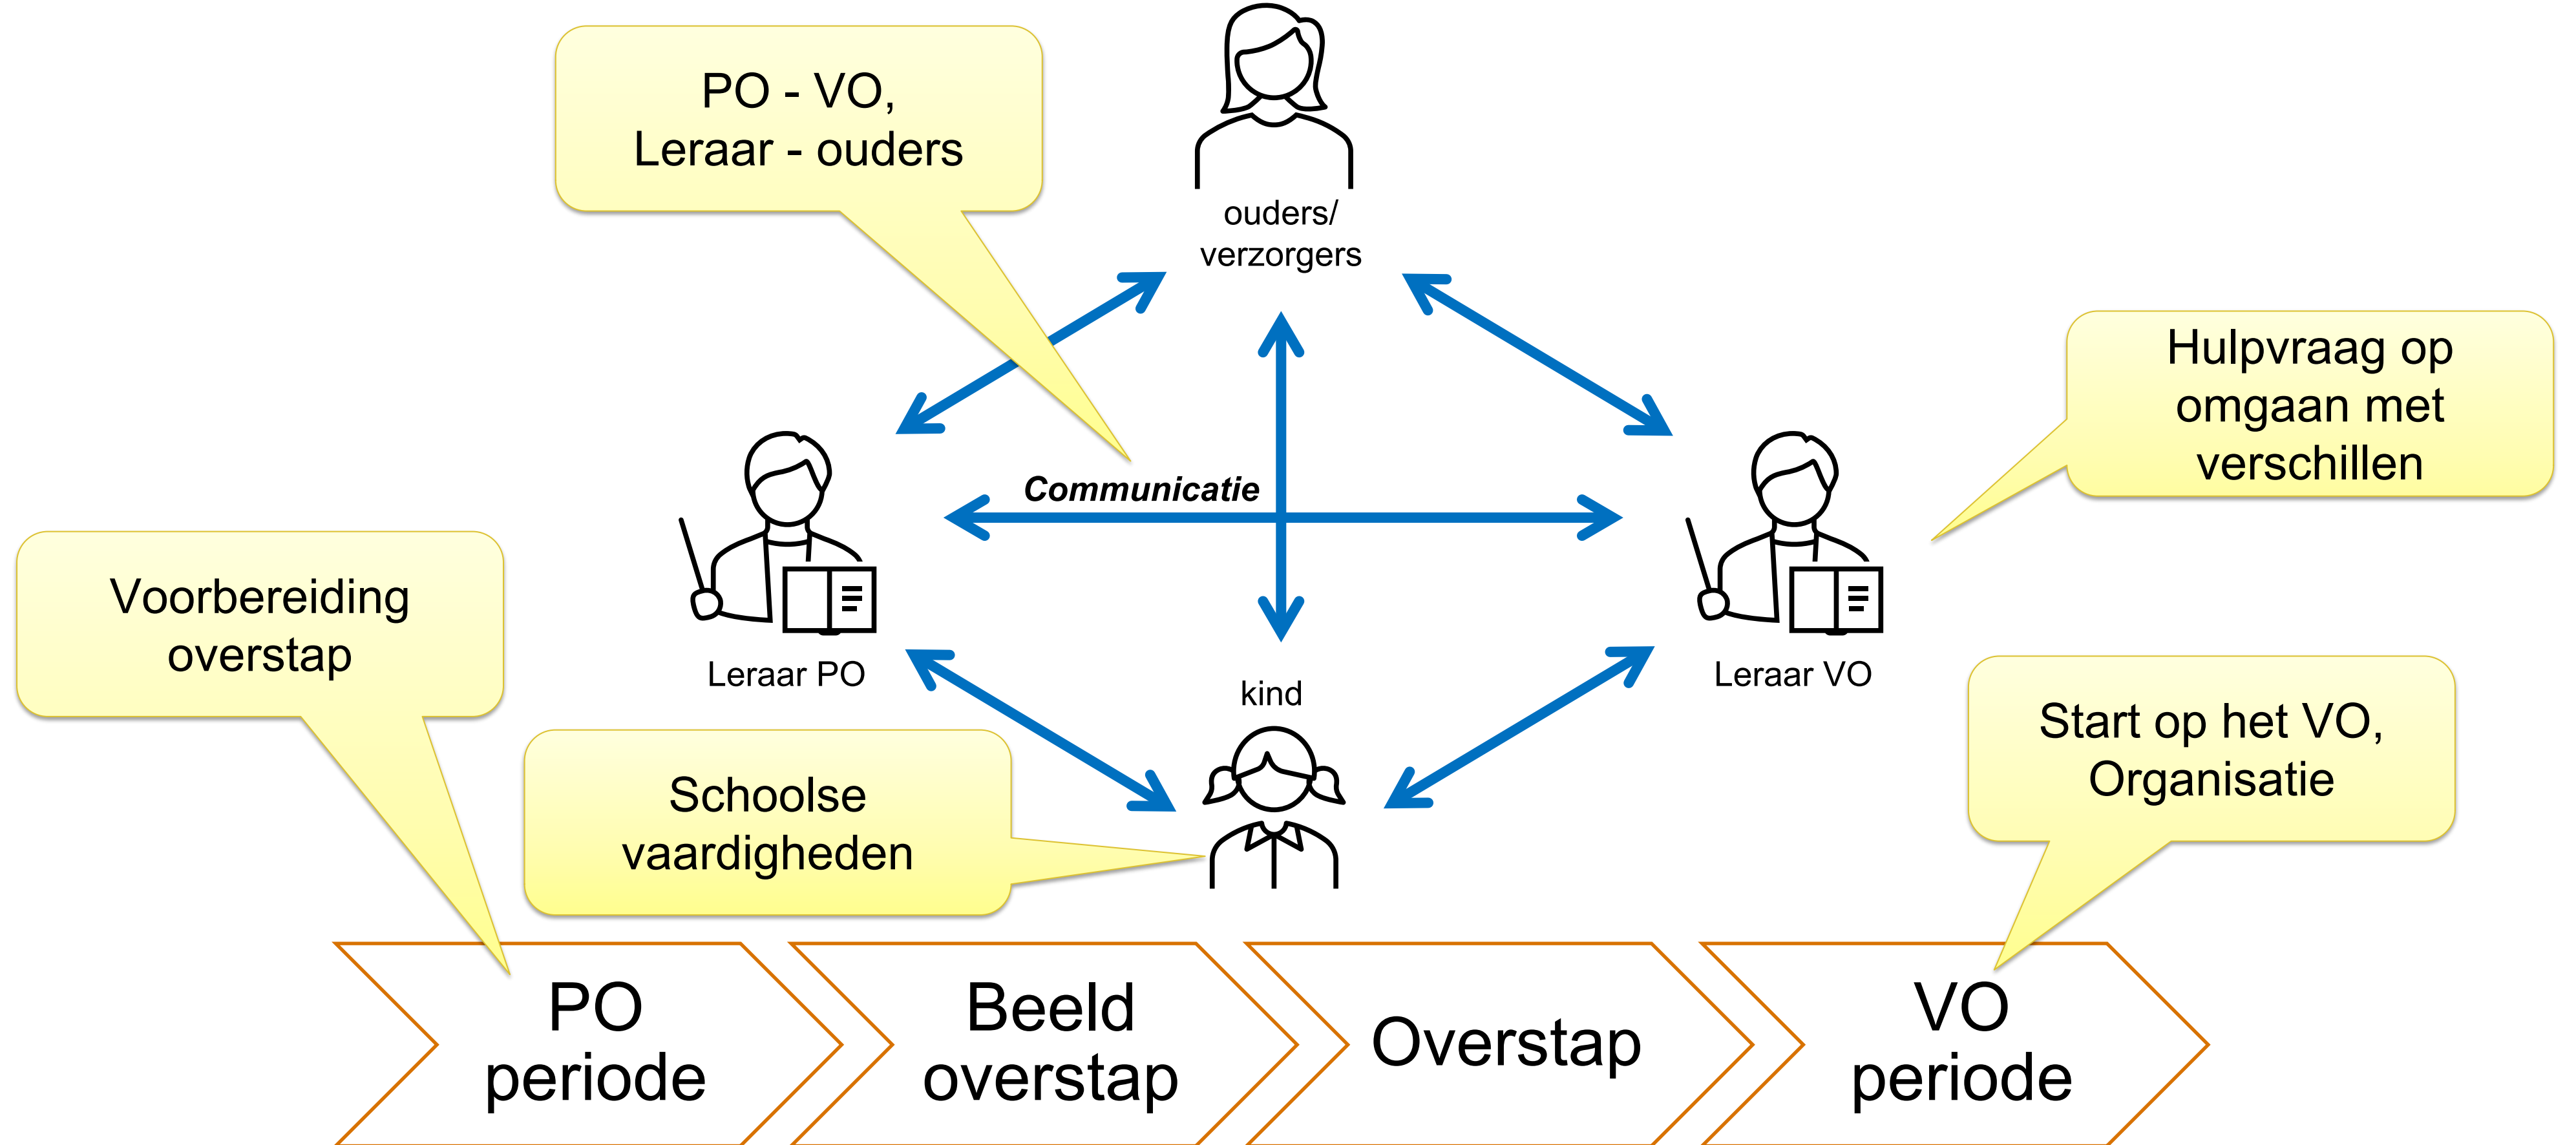 PO - VO,
Leraar - ouders
ouders/
verzorgers
Hulpvraag op
omgaan met
verschillen
Communicatie
Voorbereiding
overstap
Leraar PO
Leraar VO
kind
Schoolse
vaardigheden
Start op het VO,
Organisatie
PO
periode
Beeld
overstap
Overstap
VO
periode